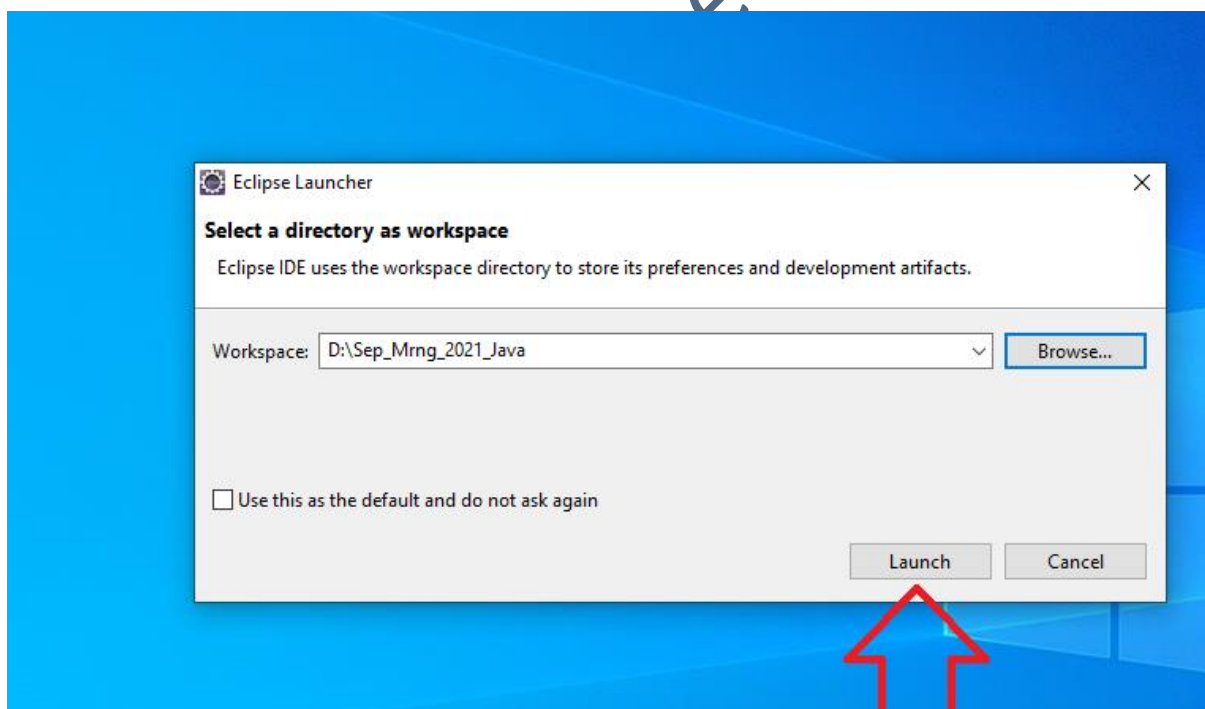 Eclipse Launcher
Select a directory as workspace
Eclipse IDE uses the workspace directory to store its preferences and development artifacts.
Workspace: D:\Sep_Mrng_2021_Java Browse...
Use this as the default and do not ask again
Launch Cancel